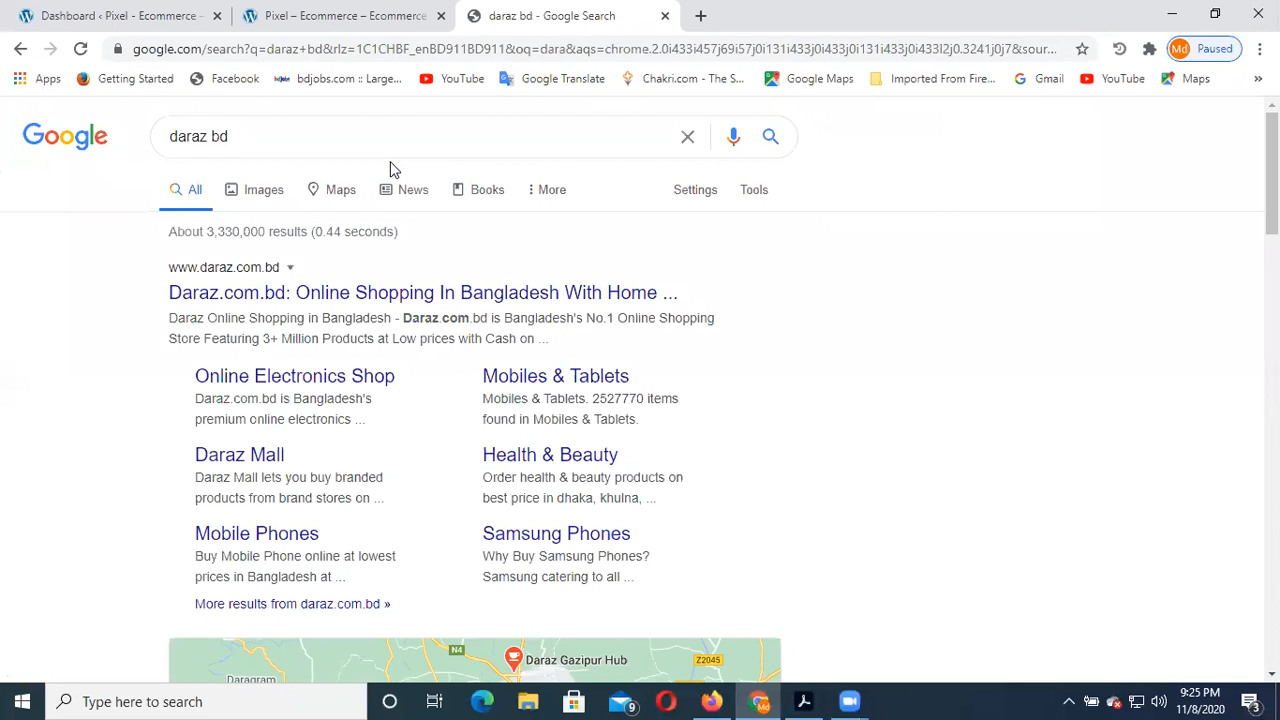 Dashboard ‹ Pixel - Ecommerce –
Pixel – Ecommerce – Ecommerce
daraz bd - Google Search
google.com/search?q=daraz+bd&rlz=1C1CHBF_enBD911BD911&oq=dara&aqs=chrome.2.0i433i457j69i57j0i131i433j0i433j0i131i433j0i433l2j0.3241j0j7&sour...
Md Paused
Apps
Getting Started
Facebook
bdjobs.com :: Large...
YouTube
Google Translate
Chakri.com - The S...
Google Maps
Imported From Fire...
Gmail
YouTube
Maps
»
Google
daraz bd
All
Images
Maps
News
Books
More
Settings
Tools
About 3,330,000 results (0.44 seconds)
www.daraz.com.bd
Daraz.com.bd: Online Shopping In Bangladesh With Home ...
Daraz Online Shopping in Bangladesh - Daraz.com.bd is Bangladesh's No.1 Online Shopping
Store Featuring 3+ Million Products at Low prices with Cash on ...
Online Electronics Shop
Daraz.com.bd is Bangladesh's
premium online electronics ...
Mobiles & Tablets
Mobiles & Tablets. 2527770 items
found in Mobiles & Tablets.
Daraz Mall
Daraz Mall lets you buy branded
products from brand stores on ...
Health & Beauty
Order health & beauty products on
best price in dhaka, khulna, ...
Mobile Phones
Buy Mobile Phone online at lowest
prices in Bangladesh at ...
Samsung Phones
Why Buy Samsung Phones?
Samsung catering to all ...
More results from daraz.com.bd »
N4
Daraz Gazipur Hub
Z2045
Daragram
Type here to search
9
Md
9:25 PM
11/8/2020
3